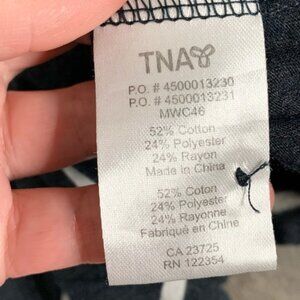 TNA
P.O. # 4500013230
P.O. # 4500013231
MWC46
52% Cotton
24% Polyester
24% Rayon
Made in China
52% Coton
24% Polyester
24% Rayonne
Fabriqué en Chine
CA 23725
RN 122354